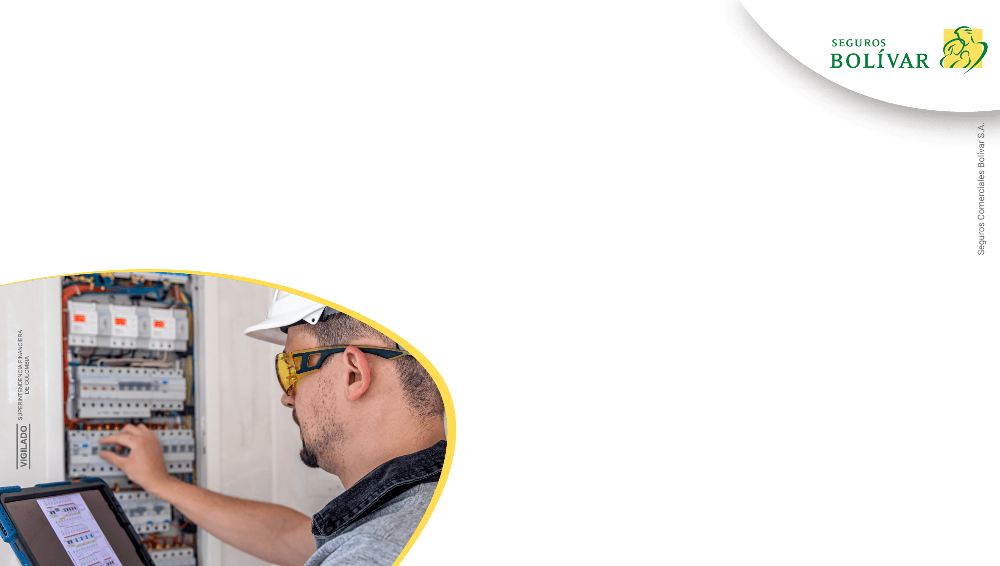 SEGUROS
BOLÍVAR
Seguros Comerciales Bolívar S.A.
VIGILADO
SUPERINTENDENCIA FINANCIERA
DE COLOMBIA